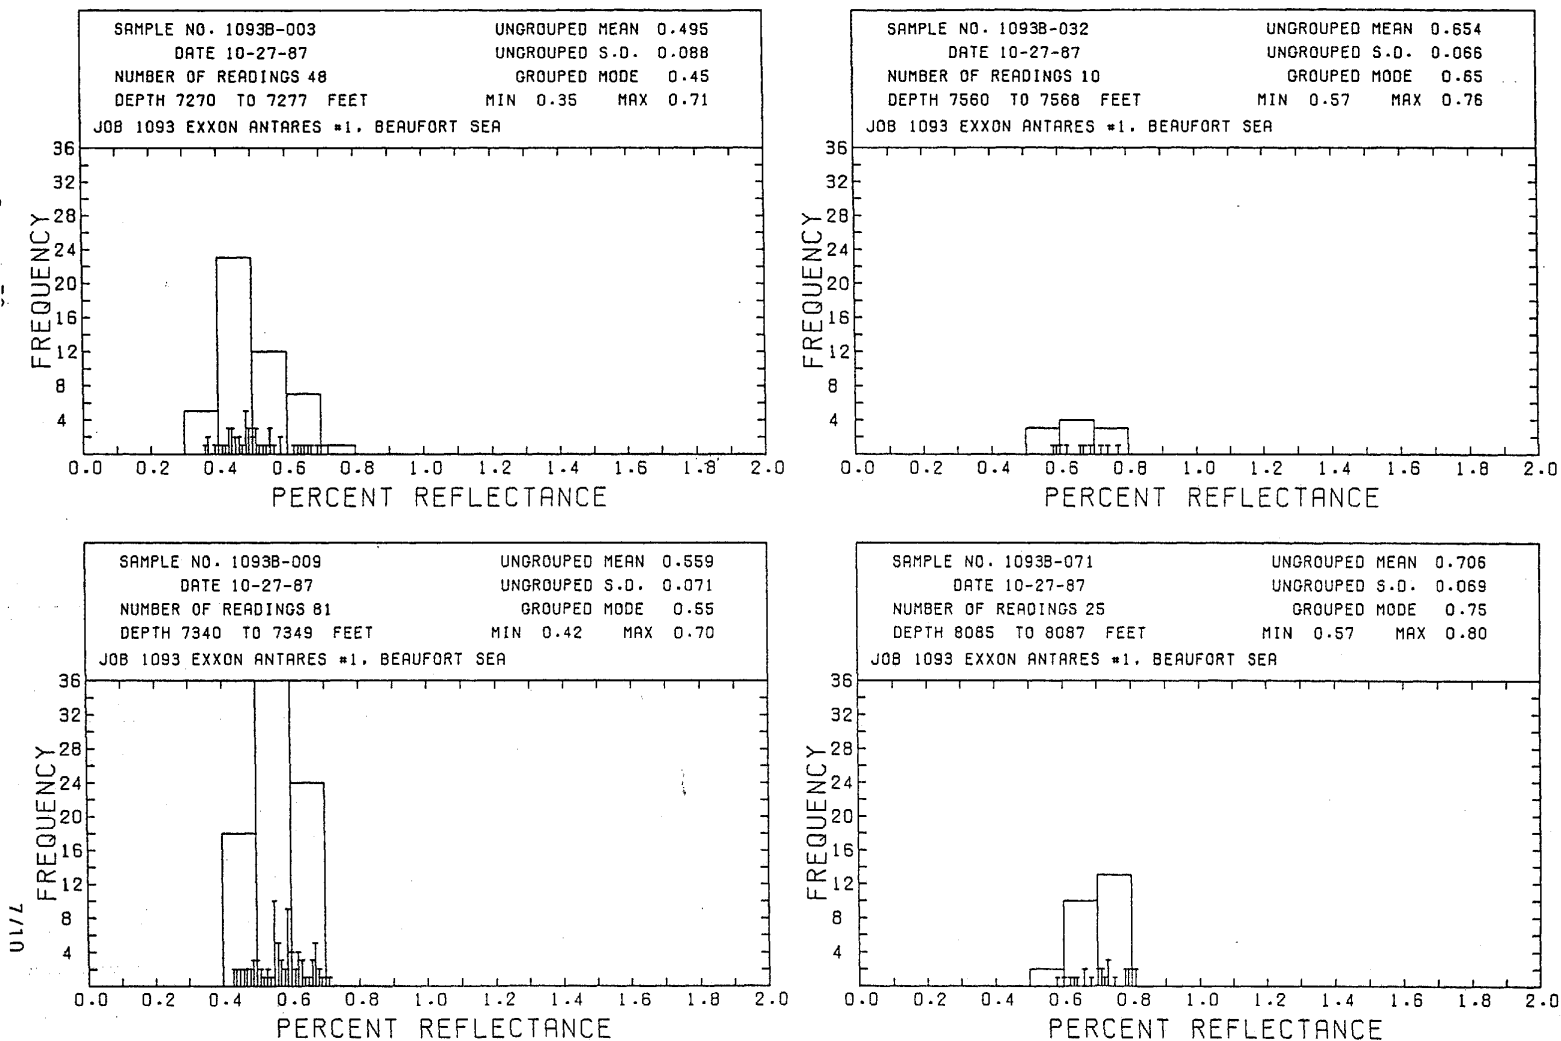 SAMPLE NO. 1093B-003 UNGROUPED MEAN 0.495
DATE 10-27-87 UNGROUPED S.D. 0.088
NUMBER OF READINGS 48 GROUPED MODE 0.45
DEPTH 7270 TO 7277 FEET MIN 0.35 MAX 0.71
JOB 1093 EXXON ANTARES #1, BEAUFORT SEA
36
32
28
24
20
16
12
8
4
FREQUENCY
0.0 0.2 0.4 0.6 0.8 1.0 1.2 1.4 1.6 1.8 2.0
PERCENT REFLECTANCE
SAMPLE NO. 1093B-032 UNGROUPED MEAN 0.654
DATE 10-27-87 UNGROUPED S.D. 0.066
NUMBER OF READINGS 10 GROUPED MODE 0.65
DEPTH 7560 TO 7568 FEET MIN 0.57 MAX 0.76
JOB 1093 EXXON ANTARES #1, BEAUFORT SEA
36
32
28
24
20
16
12
8
4
FREQUENCY
0.0 0.2 0.4 0.6 0.8 1.0 1.2 1.4 1.6 1.8 2.0
PERCENT REFLECTANCE
SAMPLE NO. 1093B-009 UNGROUPED MEAN 0.559
DATE 10-27-87 UNGROUPED S.D. 0.071
NUMBER OF READINGS 81 GROUPED MODE 0.55
DEPTH 7340 TO 7349 FEET MIN 0.42 MAX 0.70
JOB 1093 EXXON ANTARES #1, BEAUFORT SEA
36
32
28
24
20
16
12
8
4
FREQUENCY
0.0 0.2 0.4 0.6 0.8 1.0 1.2 1.4 1.6 1.8 2.0
PERCENT REFLECTANCE
SAMPLE NO. 1093B-071 UNGROUPED MEAN 0.706
DATE 10-27-87 UNGROUPED S.D. 0.069
NUMBER OF READINGS 25 GROUPED MODE 0.75
DEPTH 8085 TO 8087 FEET MIN 0.57 MAX 0.80
JOB 1093 EXXON ANTARES #1, BEAUFORT SEA
36
32
28
24
20
16
12
8
4
FREQUENCY
0.0 0.2 0.4 0.6 0.8 1.0 1.2 1.4 1.6 1.8 2.0
PERCENT REFLECTANCE